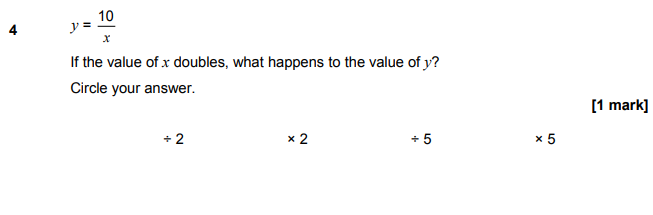 4 y = 10/x
If the value of x doubles, what happens to the value of y?
Circle your answer.
[1 mark]
÷ 2 × 2 ÷ 5 × 5